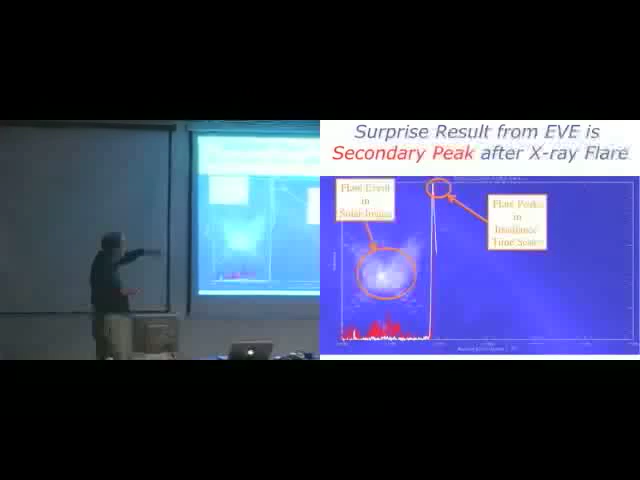 Surprise Result from EVE is
Secondary Peak after X-ray Flare
Flare Event
in
Solar Image
Flare Peaks
in
Irradiance
Time Series